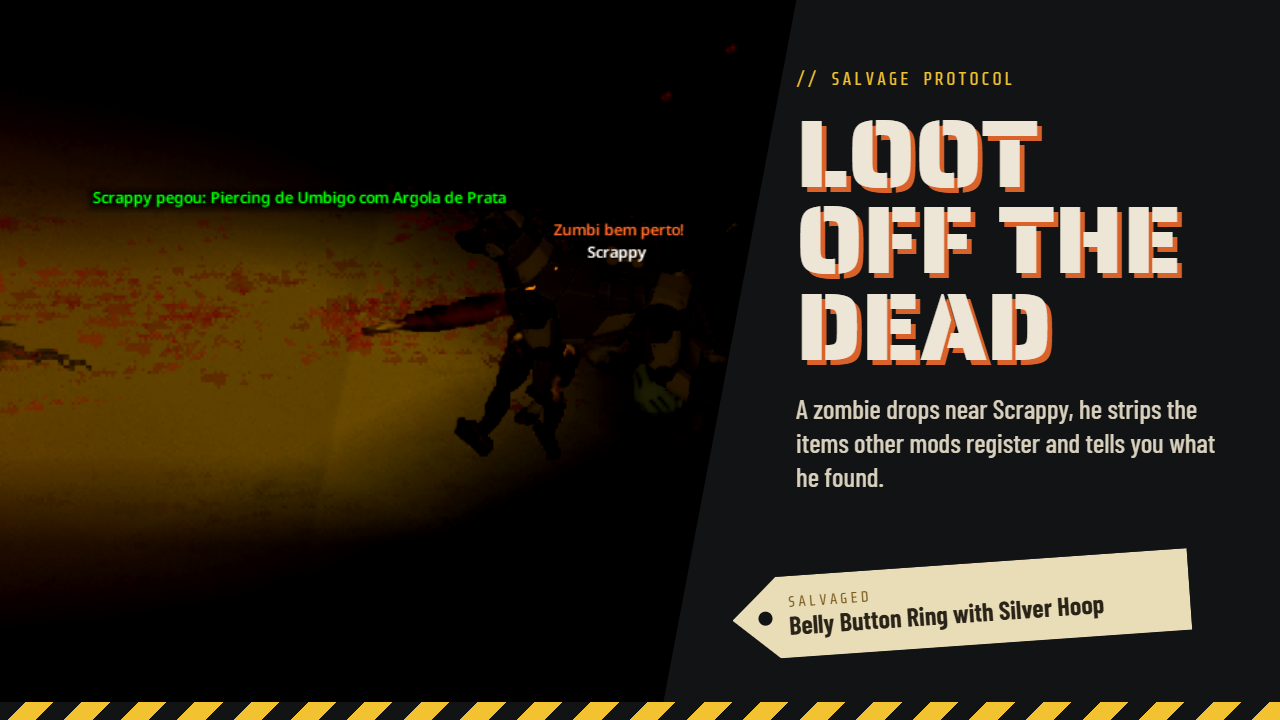 Scrappy pegou: Piercing de Umbigo com Argola de Prata
Zumbi bem perto!
Scrappy
// SALVAGE PROTOCOL
LOOT
OFF THE
DEAD
A zombie drops near Scrappy, he strips the
items other mods register and tells you what
he found.
SALVAGED
Belly Button Ring with Silver Hoop